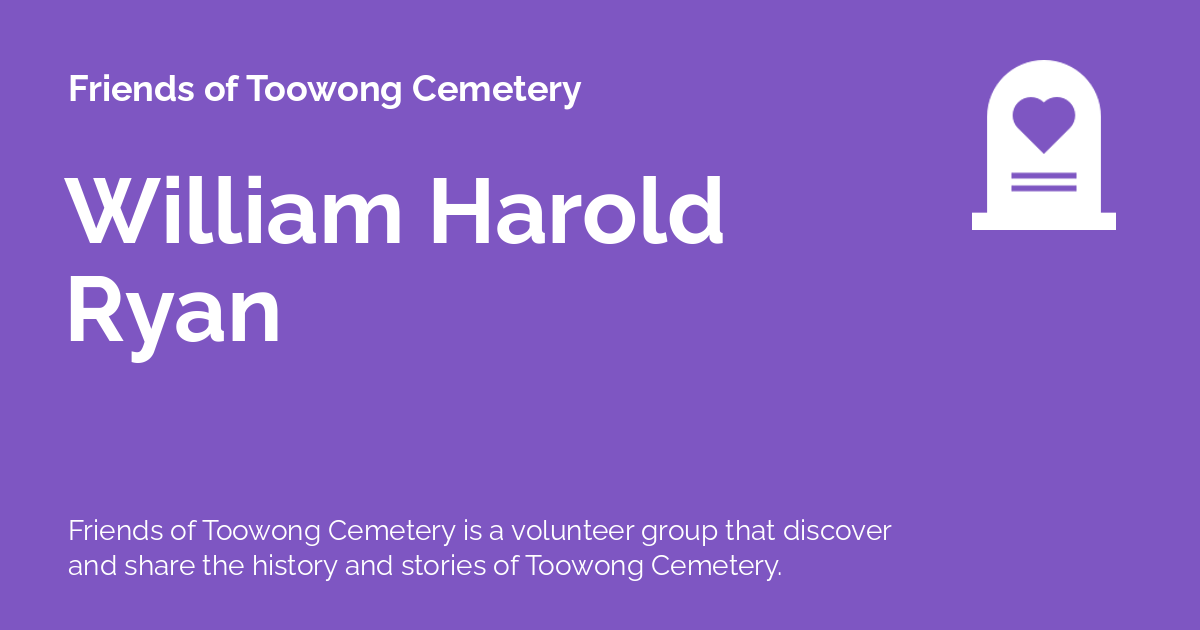 Friends of Toowong Cemetery
William Harold
Ryan
Friends of Toowong Cemetery is a volunteer group that discover
and share the history and stories of Toowong Cemetery.